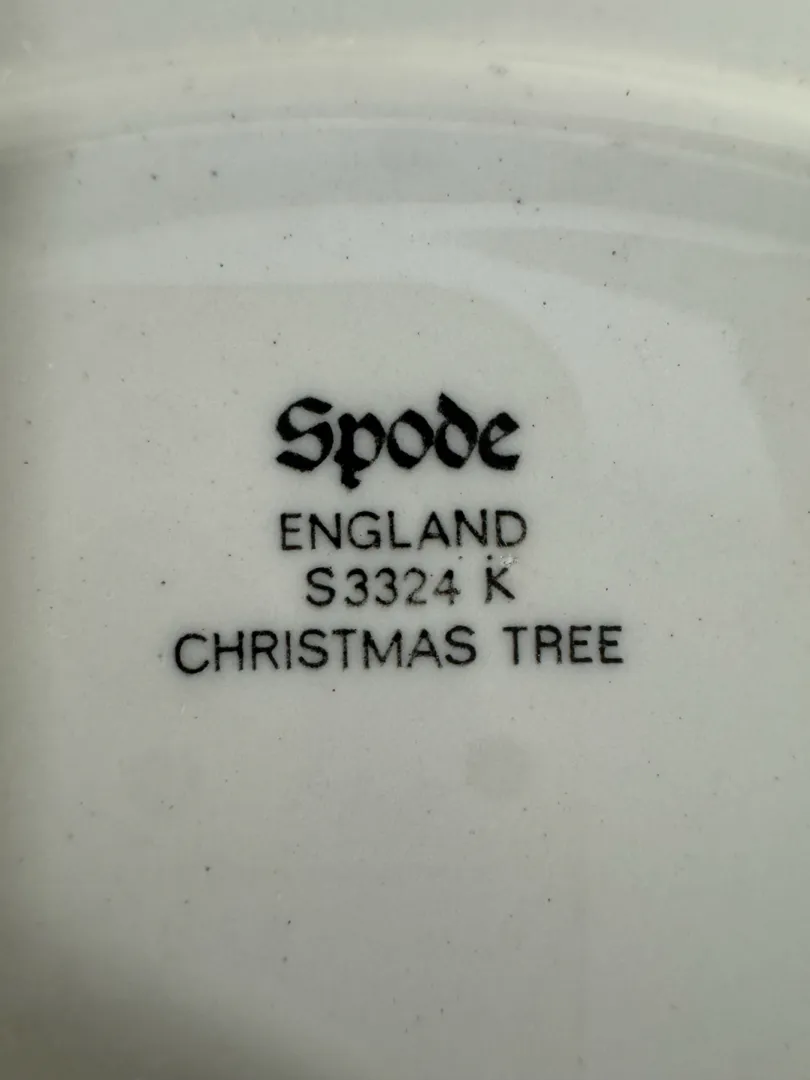 Spode
ENGLAND
S3324 K
CHRISTMAS TREE